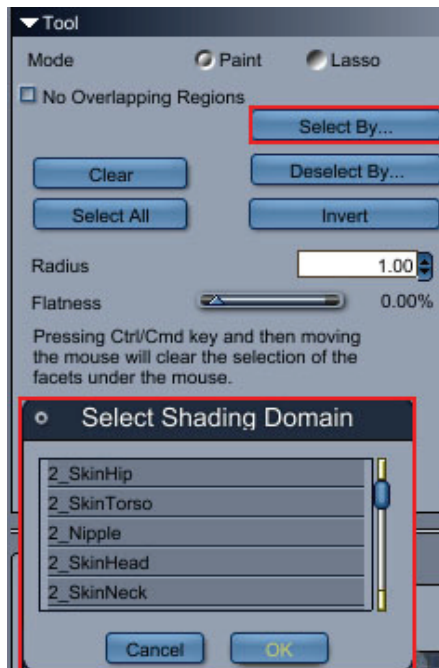 Tool
Mode Paint Lasso
No Overlapping Regions
Select By...
Clear Deselect By...
Select All Invert
Radius 1.00
Flatness 0.00%
Pressing Ctrl/Cmd key and then moving
the mouse will clear the selection of the
facets under the mouse.
Select Shading Domain
2_SkinHip
2_SkinTorso
2_Nipple
2_SkinHead
2_SkinNeck
Cancel OK